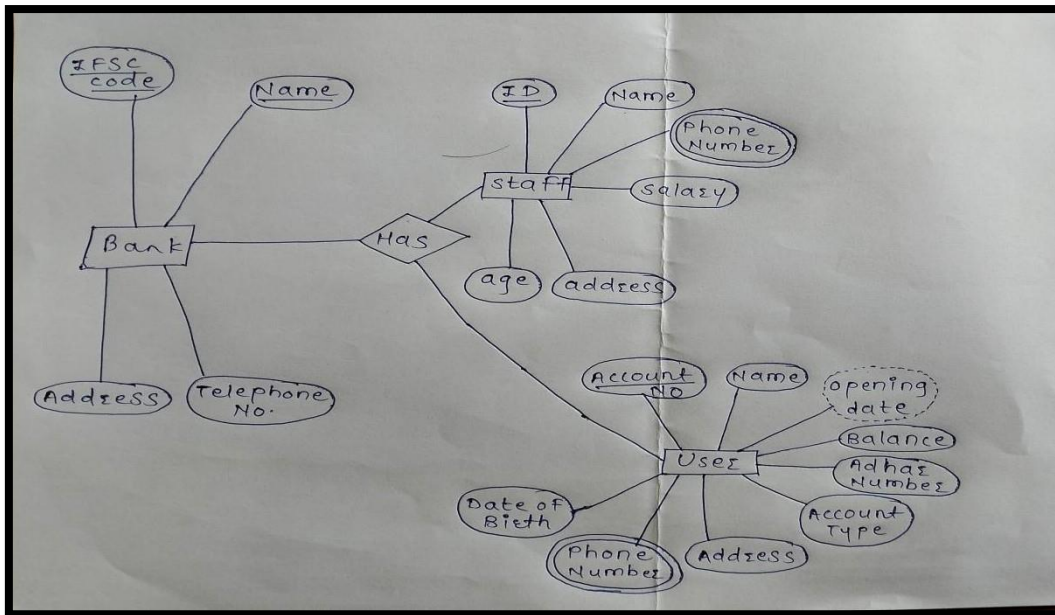 IFSC
code
Name
Bank
Address
Telephone
No.
Has
ID
Name
Phone
Number
Staff
Salary
age
address
Account
No
Name
opening
date
Balance
User
Adhar
Number
Account
Type
Date of
Birth
Phone
Number
Address